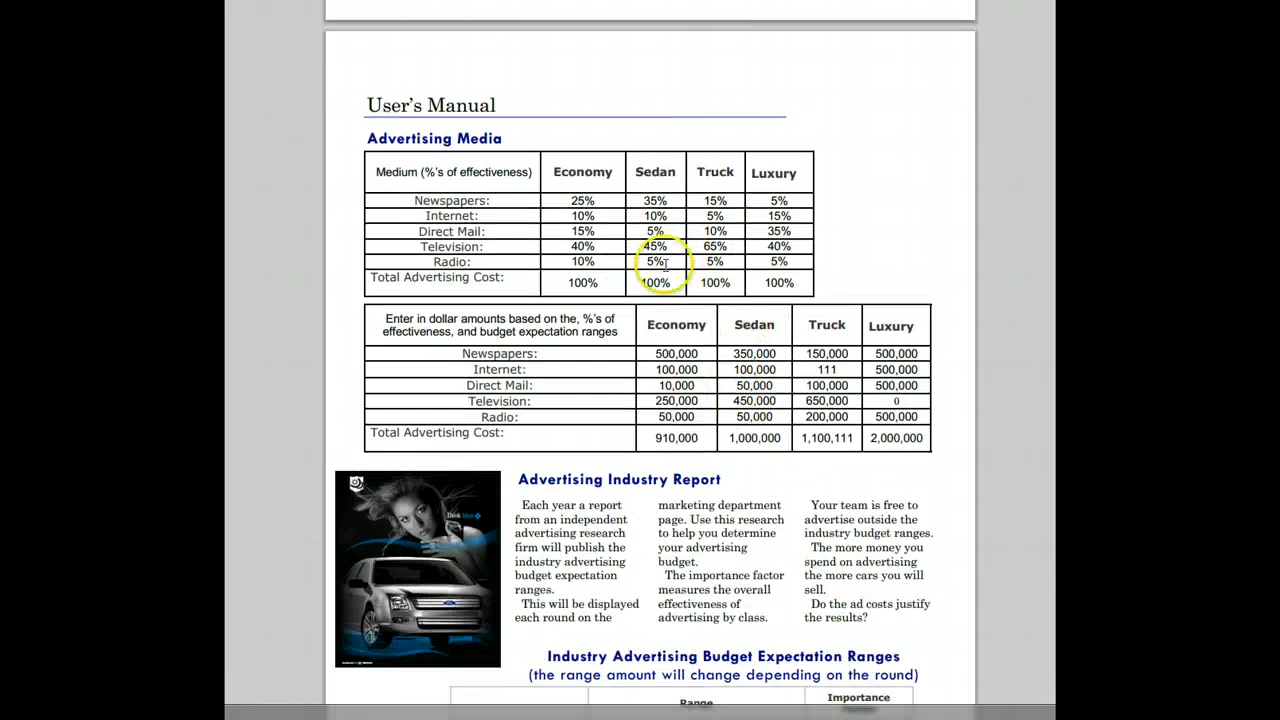 User's Manual
Advertising Media
Medium (%'s of effectiveness) Economy Sedan Truck Luxury
Newspapers: 25% 35% 15% 5%
Internet: 10% 10% 5% 15%
Direct Mail: 15% 5% 10% 35%
Television: 40% 45% 65% 40%
Radio: 10% 5% 5% 5%
Total Advertising Cost: 100% 100% 100% 100%
Enter in dollar amounts based on the, %'s of
effectiveness, and budget expectation ranges
Economy Sedan Truck Luxury
Newspapers: 500,000 350,000 150,000 500,000
Internet: 100,000 100,000 111 500,000
Direct Mail: 10,000 50,000 100,000 500,000
Television: 250,000 450,000 650,000 0
Radio: 50,000 50,000 200,000 500,000
Total Advertising Cost: 910,000 1,000,000 1,100,111 2,000,000
Think blue
Advertising Industry Report
Each year a report
from an independent
advertising research
firm will publish the
industry advertising
budget expectation
ranges.
This will be displayed
each round on the
marketing department
page. Use this research
to help you determine
your advertising
budget.
The importance factor
measures the overall
effectiveness of
advertising by class.
Your team is free to
advertise outside the
industry budget ranges.
The more money you
spend on advertising
the more cars you will
sell.
Do the ad costs justify
the results?
Industry Advertising Budget Expectation Ranges
(the range amount will change depending on the round)
Range Importance